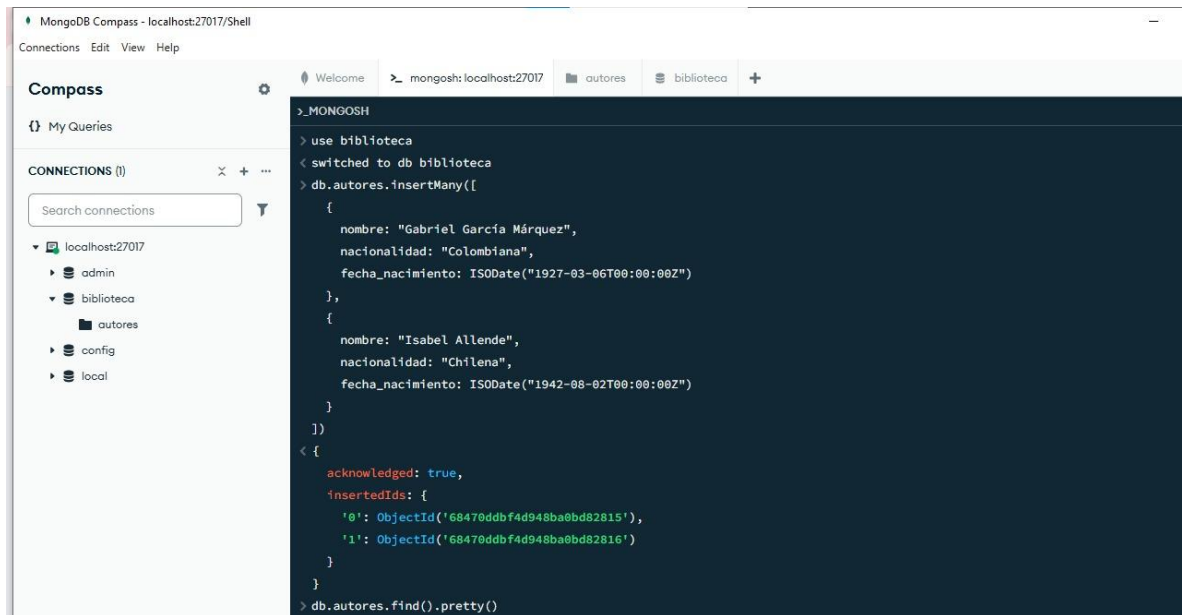 MongoDB Compass - localhost:27017/Shell
Connections Edit View Help
Compass
{} My Queries
CONNECTIONS (1)
Search connections
localhost:27017
admin
biblioteca
autores
config
local
Welcome >_ mongosh: localhost:27017 autores biblioteca +
>_MONGOSH
> use biblioteca
< switched to db biblioteca
> db.autores.insertMany([
{
nombre: "Gabriel García Márquez",
nacionalidad: "Colombiana",
fecha_nacimiento: ISODate("1927-03-06T00:00:00Z")
},
{
nombre: "Isabel Allende",
nacionalidad: "Chilena",
fecha_nacimiento: ISODate("1942-08-02T00:00:00Z")
}
])
< {
acknowledged: true,
insertedIds: {
'0': ObjectId('68470ddbf4d948ba0bd82815'),
'1': ObjectId('68470ddbf4d948ba0bd82816')
}
}
> db.autores.find().pretty()